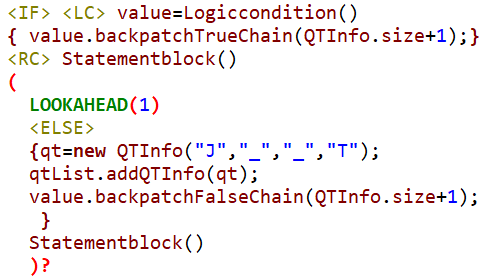 <IF> <LC> value=Logiccondition()
{ value.backpatchTrueChain(QTInfo.size+1);}
<RC> Statementblock()
(
LOOKAHEAD(1)
<ELSE>
{qt=new QTInfo("J","_","_","T");
qtList.addQTInfo(qt);
value.backpatchFalseChain(QTInfo.size+1);
}
Statementblock()
)?